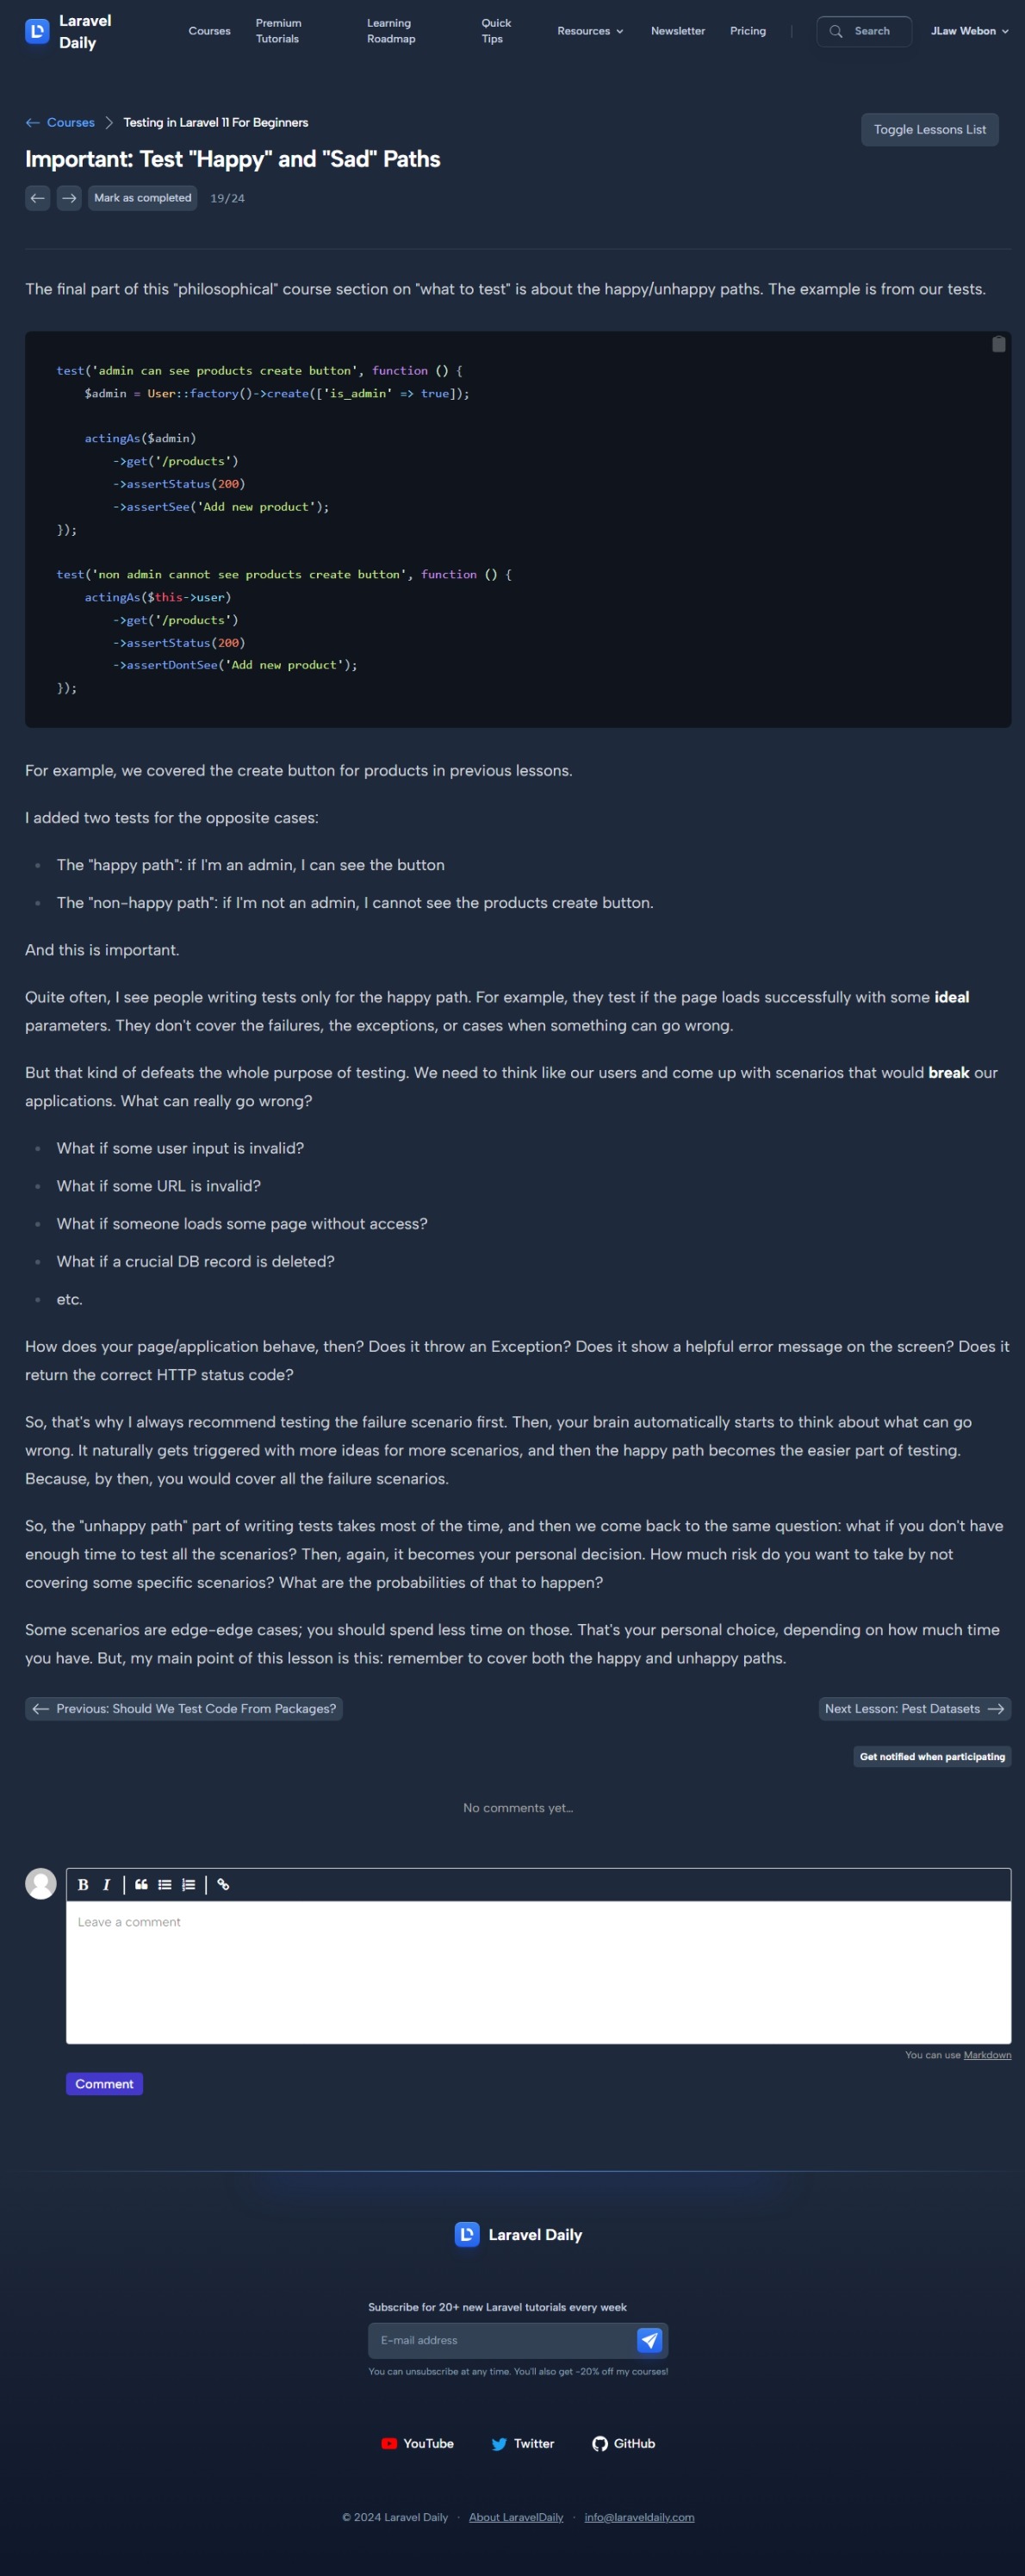 Laravel Daily
Courses
Premium Tutorials
Learning Roadmap
Quick Tips
Resources
Newsletter
Pricing
Search
JLaw Webon
Courses
Testing in Laravel 11 For Beginners
Toggle Lessons List
Important: Test "Happy" and "Sad" Paths
Mark as completed
19/24
The final part of this "philosophical" course section on "what to test" is about the happy/unhappy paths. The example is from our tests.
test('admin can see products create button', function () {
    $admin = User::factory()->create(['is_admin' => true]);
    actingAs($admin)
        ->get('/products')
        ->assertStatus(200)
        ->assertSee('Add new product');
});
test('non admin cannot see products create button', function () {
    actingAs($this->user)
        ->get('/products')
        ->assertStatus(200)
        ->assertDontSee('Add new product');
});
For example, we covered the create button for products in previous lessons.
I added two tests for the opposite cases:
The "happy path": if I'm an admin, I can see the button
The "non-happy path": if I'm not an admin, I cannot see the products create button.
And this is important.
Quite often, I see people writing tests only for the happy path. For example, they test if the page loads successfully with some ideal
parameters. They don't cover the failures, the exceptions, or cases when something can go wrong.
But that kind of defeats the whole purpose of testing. We need to think like our users and come up with scenarios that would break our
applications. What can really go wrong?
What if some user input is invalid?
What if some URL is invalid?
What if someone loads some page without access?
What if a crucial DB record is deleted?
etc.
How does your page/application behave, then? Does it throw an Exception? Does it show a helpful error message on the screen? Does it
return the correct HTTP status code?
So, that's why I always recommend testing the failure scenario first. Then, your brain automatically starts to think about what can go
wrong. It naturally gets triggered with more ideas for more scenarios, and then the happy path becomes the easier part of testing.
Because, by then, you would cover all the failure scenarios.
So, the "unhappy path" part of writing tests takes most of the time, and then we come back to the same question: what if you don't have
enough time to test all the scenarios? Then, again, it becomes your personal decision. How much risk do you want to take by not
covering some specific scenarios? What are the probabilities of that to happen?
Some scenarios are edge-edge cases; you should spend less time on those. That's your personal choice, depending on how much time
you have. But, my main point of this lesson is this: remember to cover both the happy and unhappy paths.
Previous: Should We Test Code From Packages?
Next Lesson: Pest Datasets
Get notified when participating
No comments yet…
B I
Leave a comment
You can use Markdown
Comment
Laravel Daily
Subscribe for 20+ new Laravel tutorials every week
E-mail address
You can unsubscribe at any time. You'll also get -20% off my courses!
YouTube
Twitter
GitHub
© 2024 Laravel Daily · About LaravelDaily · info@laraveldaily.com